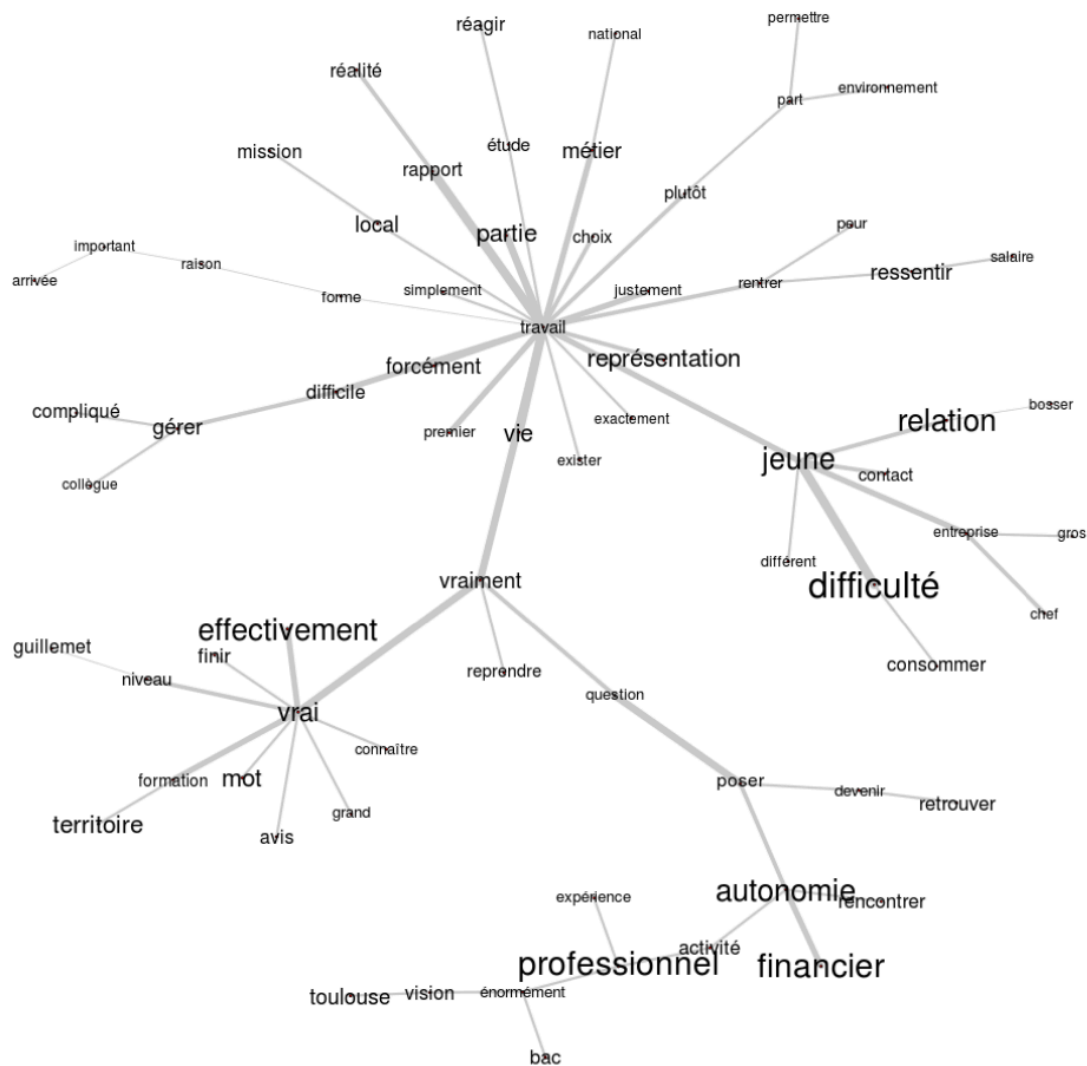 permettre
réagir
national
réalité
environnement
part
étude
mission
métier
rapport
plutôt
local
peur
partie
choix
important
raison
salaire
ressentir
arrivée
rentrer
simplement
justement
forme
travail
représentation
forcément
difficile
bosser
compliqué
relation
exactement
gérer
premier
vie
jeune
exister
contact
collègue
entreprise
gros
différent
vraiment
difficulté
chef
effectivement
guillemet
finir
consommer
reprendre
niveau
question
vrai
connaître
mot
formation
poser
devenir
retrouver
grand
territoire
avis
autonomie
expérience
rencontrer
activité
professionnel
financier
énormément
vision
toulouse
bac